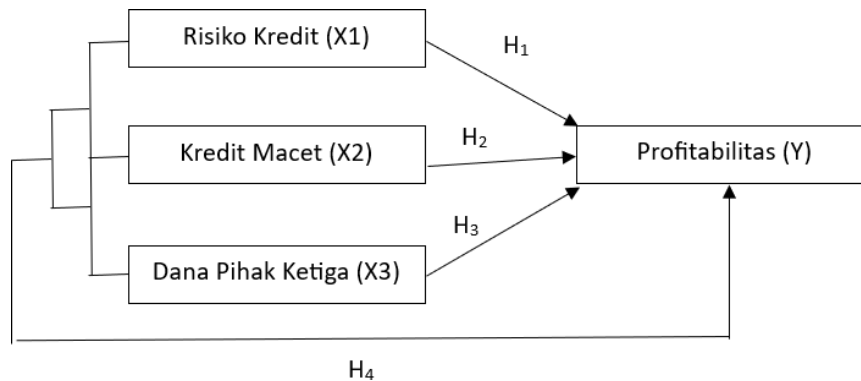 Risiko Kredit (X1)
H₁
Kredit Macet (X2)
H₂
Profitabilitas (Y)
H₃
Dana Pihak Ketiga (X3)
H₄